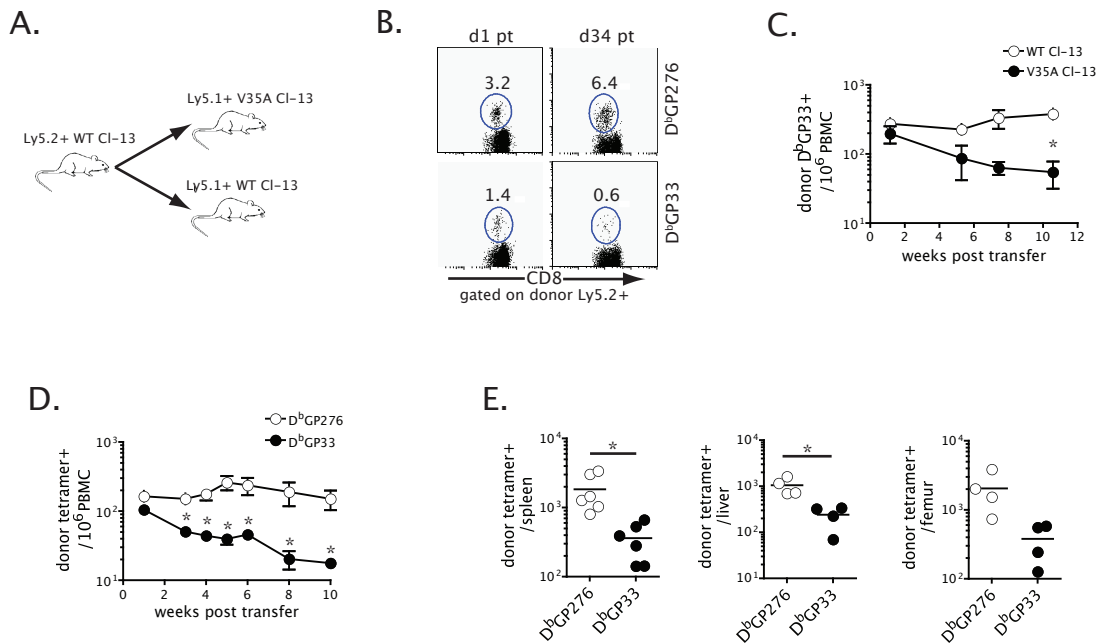 A.
Ly5.1+ V35A Cl-13
Ly5.2+ WT Cl-13
Ly5.1+ WT Cl-13
B.
d1 pt
d34 pt
3.2
6.4
DᵇGP276
1.4
0.6
DᵇGP33
CD8
gated on donor Ly5.2+
C.
WT Cl-13
V35A Cl-13
donor DᵇGP33+
/10⁶ PBMC
10³
10²
10¹
*
0 2 4 6 8 10 12
weeks post transfer
D.
DᵇGP276
DᵇGP33
donor tetramer+
/10⁶PBMC
10³
10²
10¹
* * * * * *
0 2 4 6 8 10
weeks post transfer
E.
donor tetramer+
/spleen
10⁴
10³
10²
*
DᵇGP276
DᵇGP33
donor tetramer+
/liver
10⁴
10³
10²
10¹
*
DᵇGP276
DᵇGP33
donor tetramer+
/femur
10⁴
10³
10²
DᵇGP276
DᵇGP33